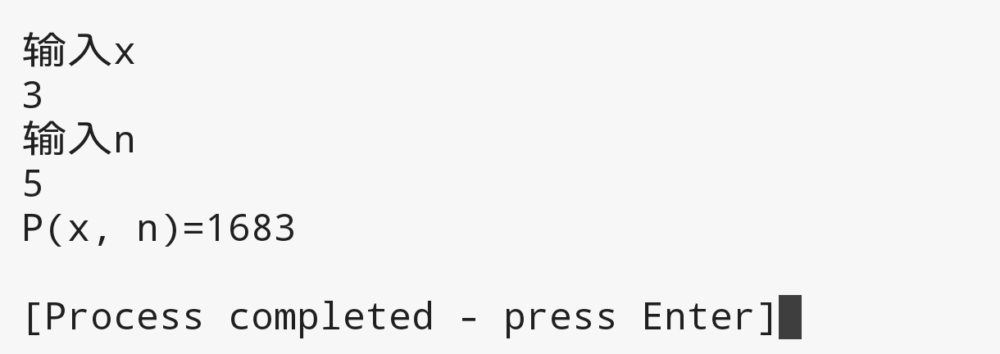 输入x
3
输入n
5
P(x, n)=1683
[Process completed - press Enter]